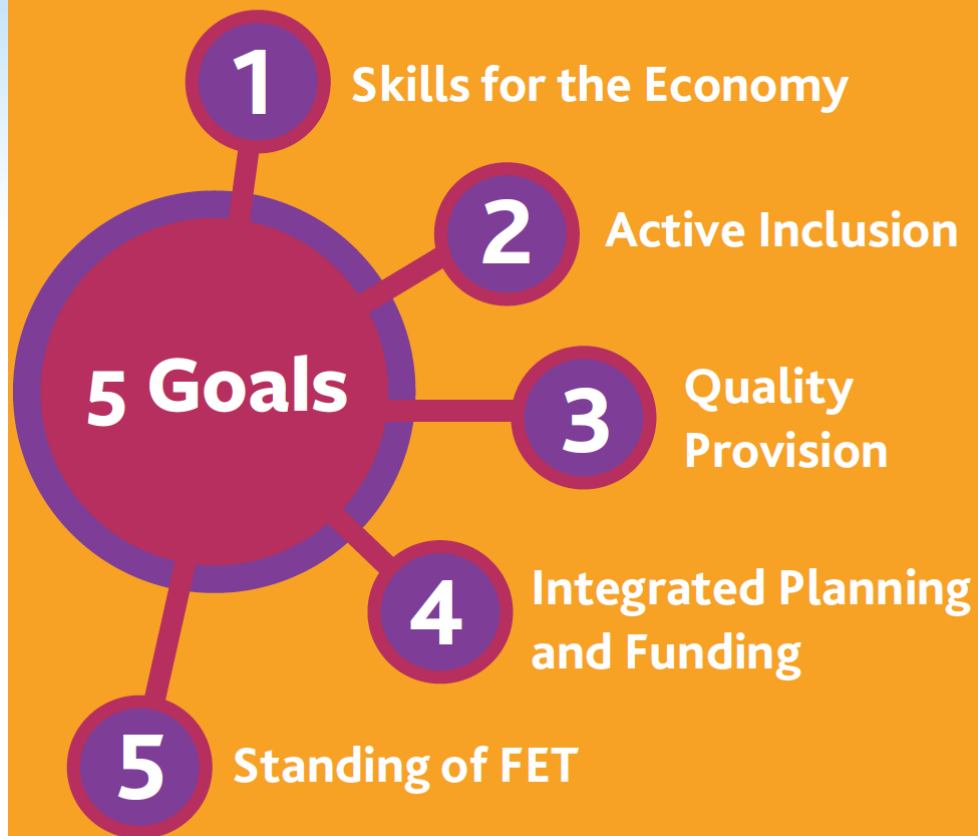 1 Skills for the Economy
2 Active Inclusion
5 Goals
3 Quality
Provision
4 Integrated Planning
and Funding
5 Standing of FET